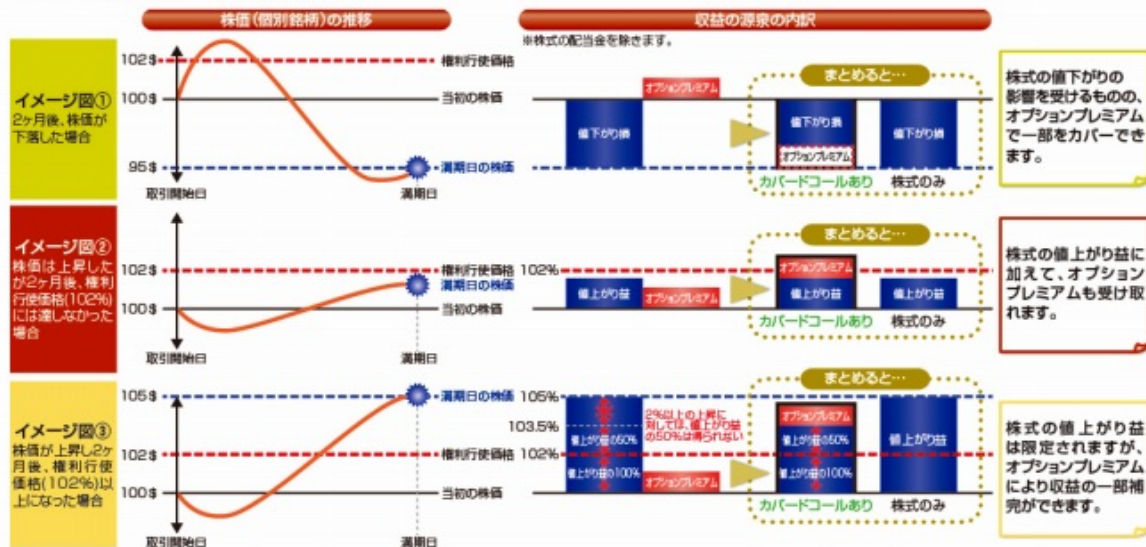 株価(個別銘柄)の推移
収益の源泉の内訳
※株式の配当金を除きます。
イメージ図①
2ヶ月後、株価が
下落した場合
102$
100$
95$
権利行使価格
当初の株価
満期日の株価
取引開始日
満期日
オプションプレミアム
値下がり損
まとめると…
値下がり損
オプションプレミアム
値下がり損
カバードコールあり
株式のみ
株式の値下がりの
影響を受けるものの、
オプションプレミアム
で一部をカバーでき
ます。
イメージ図②
株価は上昇した
が2ヶ月後、権利
行使価格(102%)
には達しなかった
場合
102$
100$
権利行使価格
満期日の株価
当初の株価
取引開始日
満期日
102%
値上がり益
オプションプレミアム
まとめると…
オプションプレミアム
値上がり益
値上がり益
カバードコールあり
株式のみ
株式の値上がり益に
加えて、オプション
プレミアムも受け取
れます。
イメージ図③
株価が上昇し2ヶ
月後、権利行使
価格(102%)以
上になった場合
105$
102$
100$
満期日の株価
権利行使価格
当初の株価
取引開始日
満期日
105%
103.5%
102%
値上がり益の50%
値上がり益の100%
2%以上の上昇に
対しては、値上がり益
の50%は得られない
オプションプレミアム
まとめると…
オプションプレミアム
値上がり益の50%
値上がり益の100%
値上がり益
カバードコールあり
株式のみ
株式の値上がり益
は限定されますが、
オプションプレミアム
により収益の一部補
完ができます。